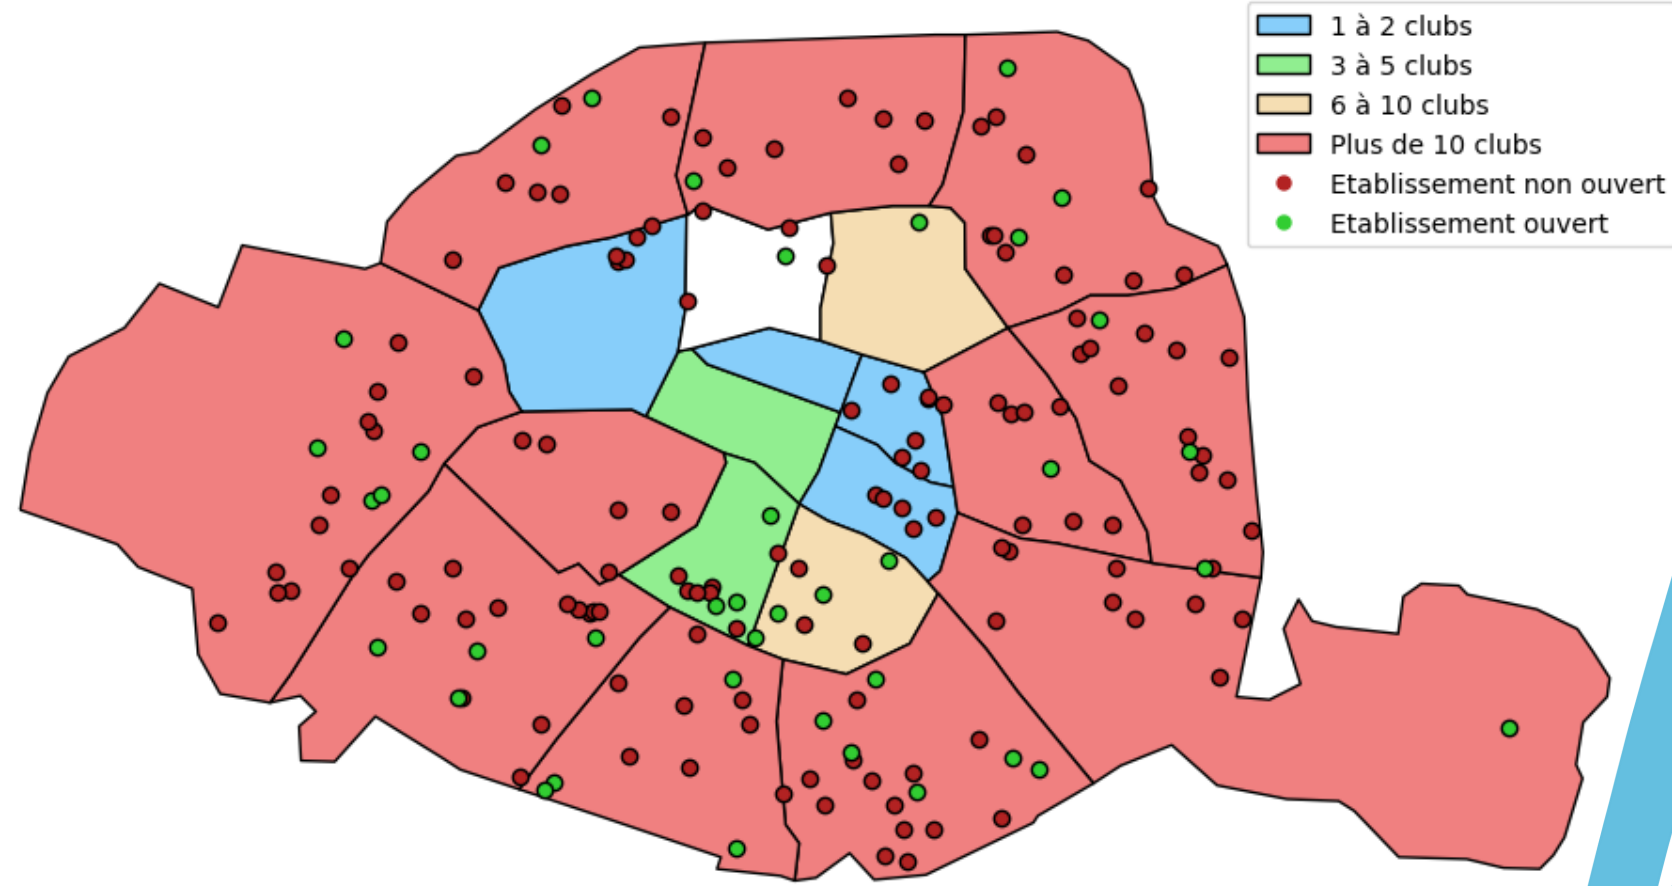 1 à 2 clubs
3 à 5 clubs
6 à 10 clubs
Plus de 10 clubs
Etablissement non ouvert
Etablissement ouvert